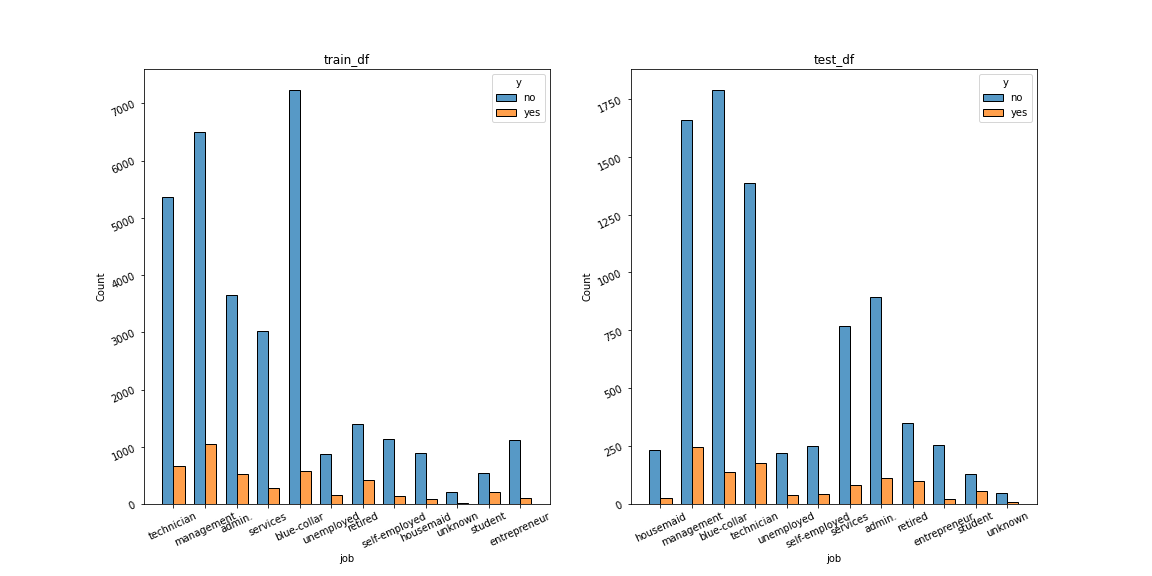 train_df
y
no
yes
7000
6000
5000
4000
3000
2000
1000
0
Count
technician
management
admin.
services
blue-collar
unemployed
retired
self-employed
housemaid
unknown
student
entrepreneur
job
test_df
y
no
yes
1750
1500
1250
1000
750
500
250
0
Count
housemaid
management
blue-collar
technician
unemployed
self-employed
services
admin.
retired
entrepreneur
student
unknown
job